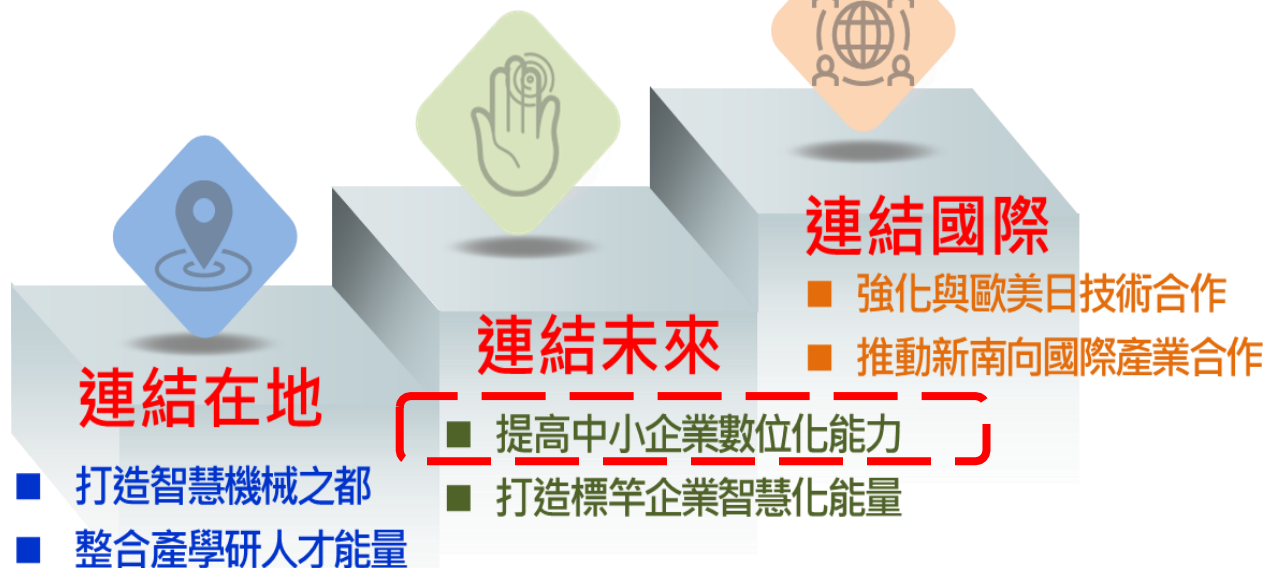 連結在地
■ 打造智慧機械之都
■ 整合產學研人才能量
連結未來
■ 提高中小企業數位化能力
■ 打造標竿企業智慧化能量
連結國際
■ 強化與歐美日技術合作
■ 推動新南向國際產業合作